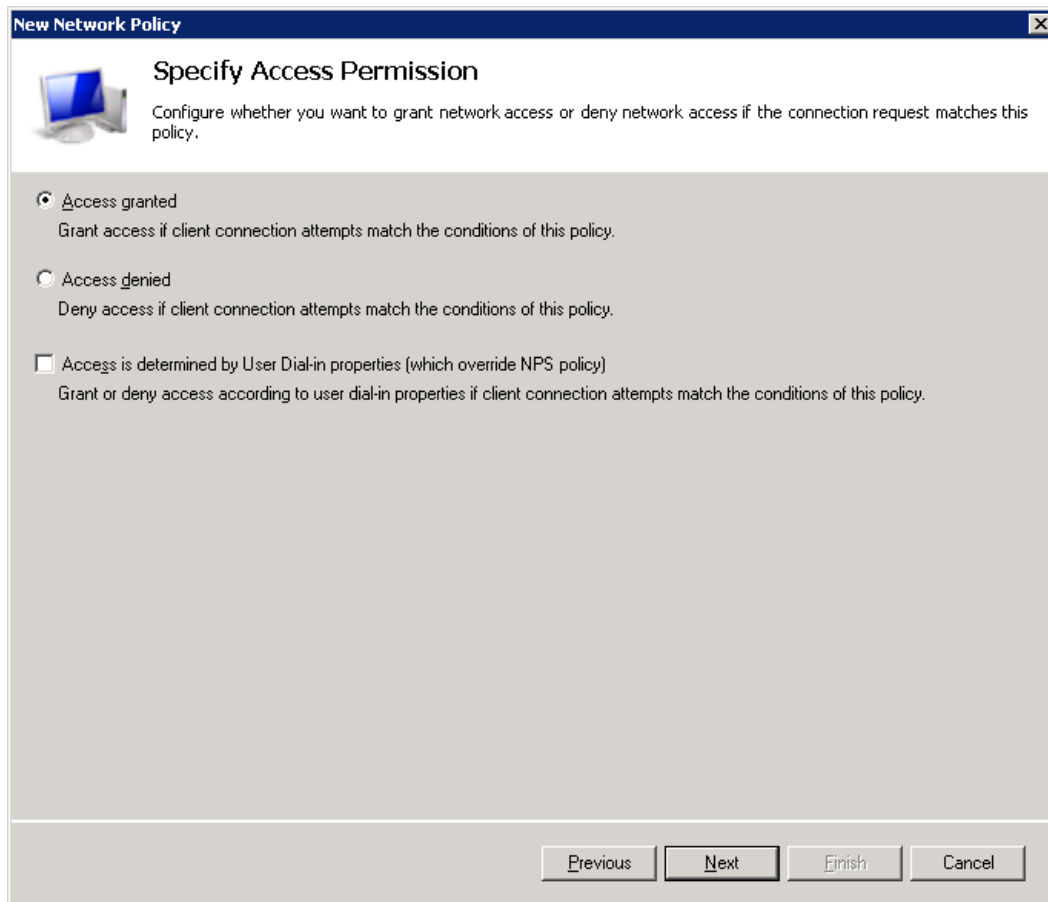 New Network Policy
Specify Access Permission
Configure whether you want to grant network access or deny network access if the connection request matches this
policy.
Access granted
Grant access if client connection attempts match the conditions of this policy.
Access denied
Deny access if client connection attempts match the conditions of this policy.
Access is determined by User Dial-in properties (which override NPS policy)
Grant or deny access according to user dial-in properties if client connection attempts match the conditions of this policy.
Previous Next Finish Cancel